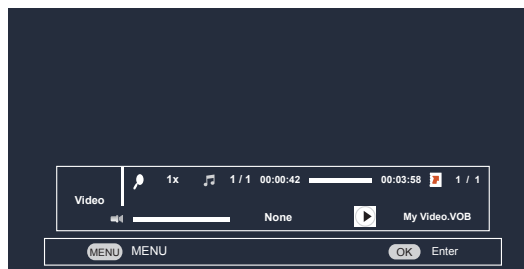 1x 1 / 1 00:00:42 00:03:58 1 / 1
Video
None My Video.VOB
MENU MENU OK Enter